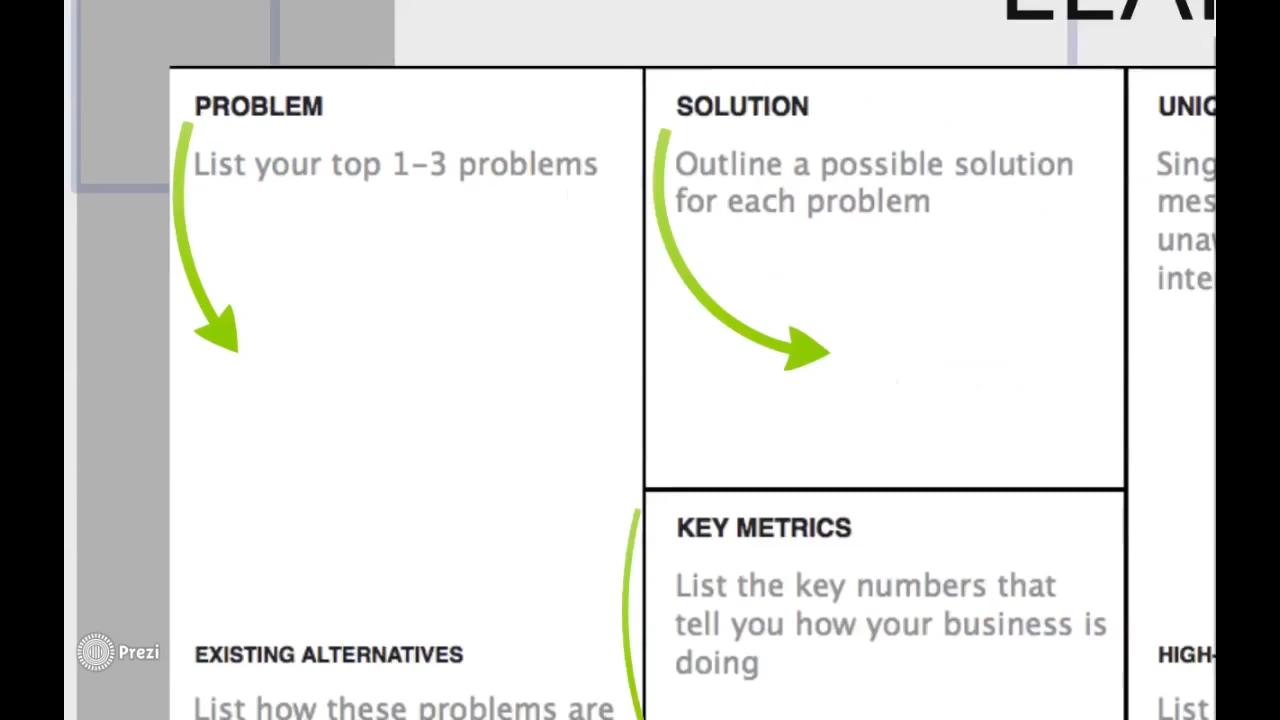 PROBLEM
List your top 1–3 problems
EXISTING ALTERNATIVES
List how these problems are
SOLUTION
Outline a possible solution
for each problem
KEY METRICS
List the key numbers that
tell you how your business is
doing
List
Prezi